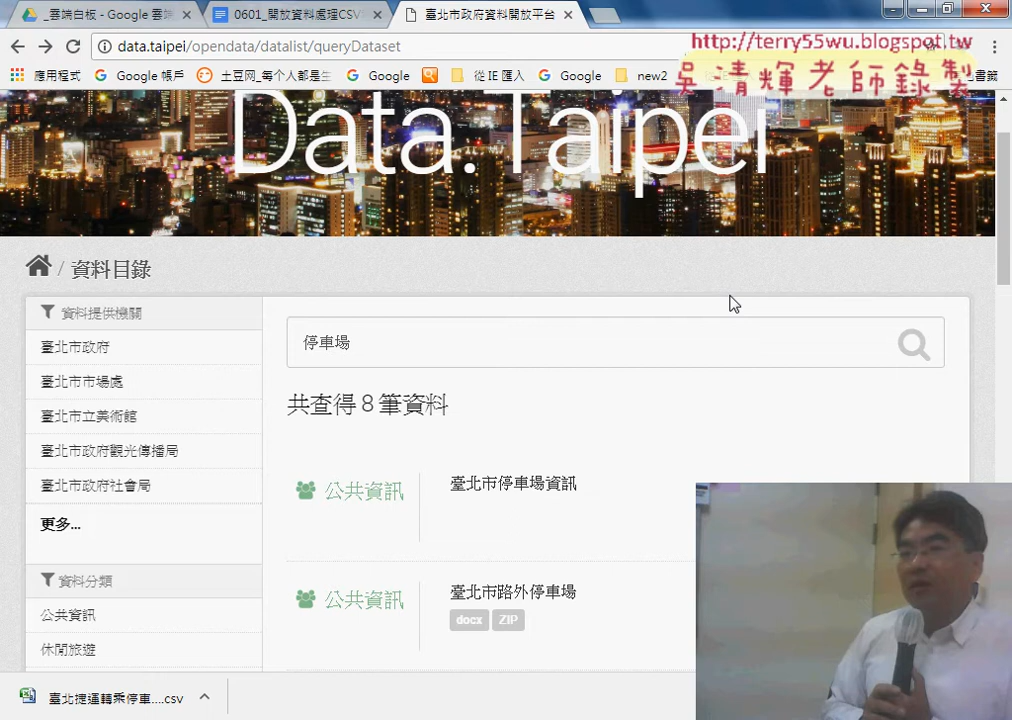 _雲端白板 - Google 雲端
0601_開放資料處理CSV
臺北市政府資料開放平台
data.taipei/opendata/datalist/queryDataset
http://terry55wu.blogspot.tw
吳清輝老師錄製
應用程式
Google 帳戶
土豆网_每个人都是生
Google
從 IE 匯入
Google
new2
書籤
Data.Taipei
/ 資料目錄
資料提供機關
臺北市政府
臺北市市場處
臺北市立美術館
臺北市政府觀光傳播局
臺北市政府社會局
更多...
資料分類
公共資訊
休閒旅遊
停車場
共查得 8 筆資料
公共資訊
臺北市停車場資訊
公共資訊
臺北市路外停車場
docx
ZIP
臺北捷運轉乘停車....csv